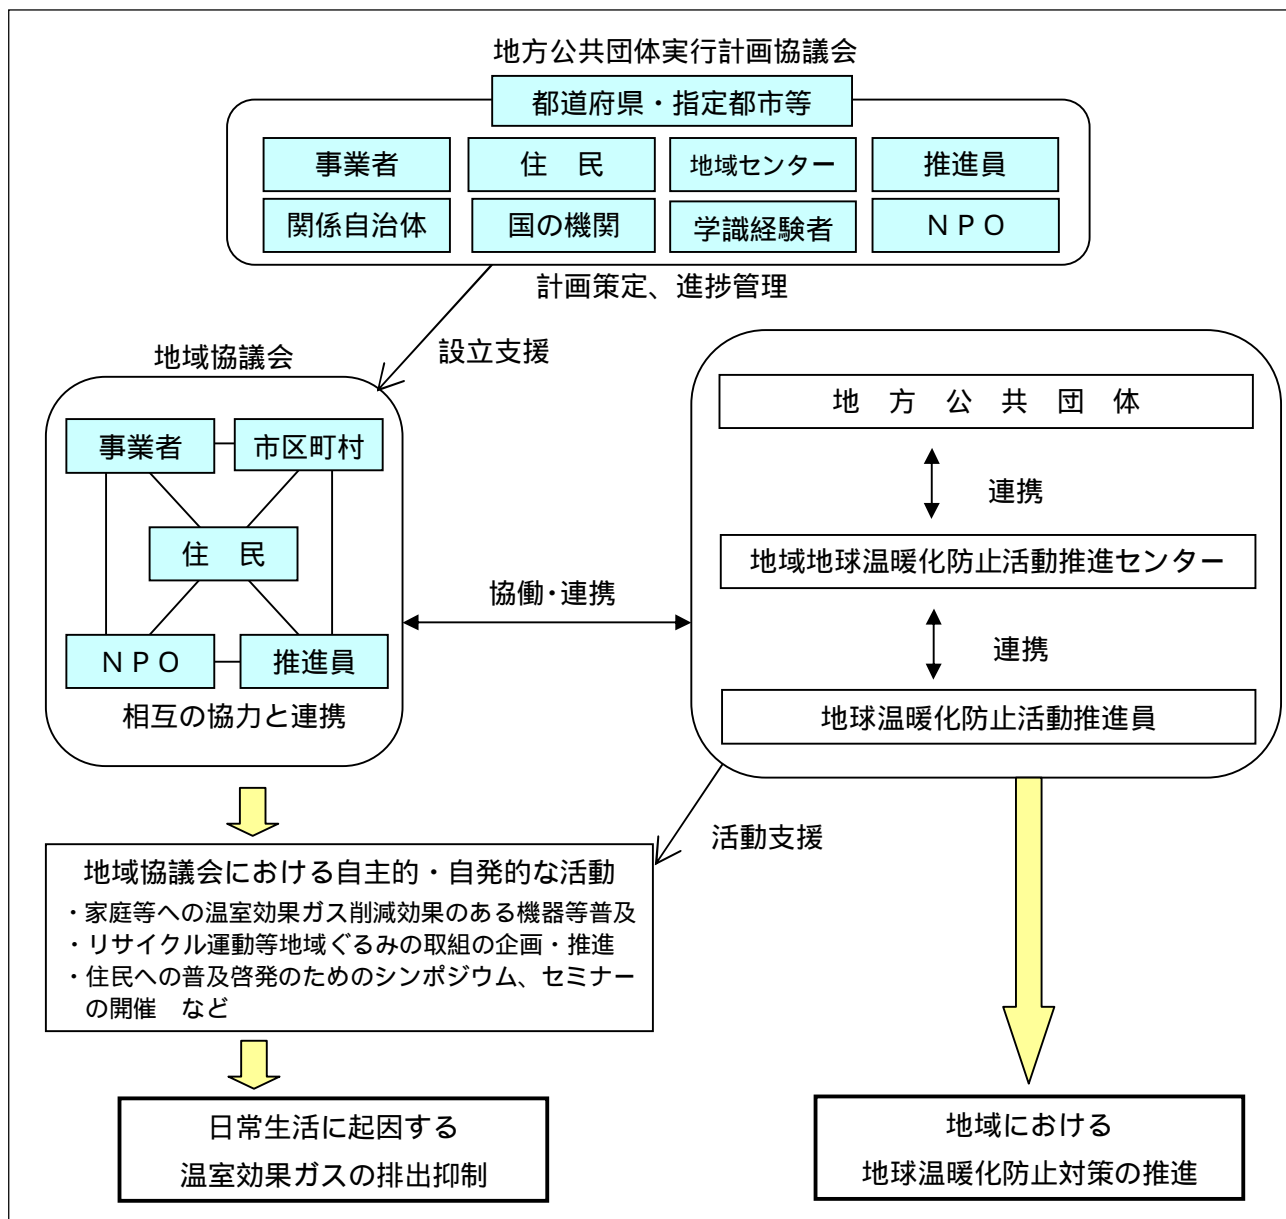 地方公共団体実行計画協議会
都道府県・指定都市等
事業者
住　民
地域センター
推進員
関係自治体
国の機関
学識経験者
ＮＰＯ
計画策定、進捗管理
設立支援
地域協議会
事業者
市区町村
住　民
ＮＰＯ
推進員
相互の協力と連携
協働・連携
地　方　公　共　団　体
連携
地域地球温暖化防止活動推進センター
連携
地球温暖化防止活動推進員
活動支援
地域協議会における自主的・自発的な活動
・家庭等への温室効果ガス削減効果のある機器等普及
・リサイクル運動等地域ぐるみの取組の企画・推進
・住民への普及啓発のためのシンポジウム、セミナー
の開催　など
日常生活に起因する
温室効果ガスの排出抑制
地域における
地球温暖化防止対策の推進